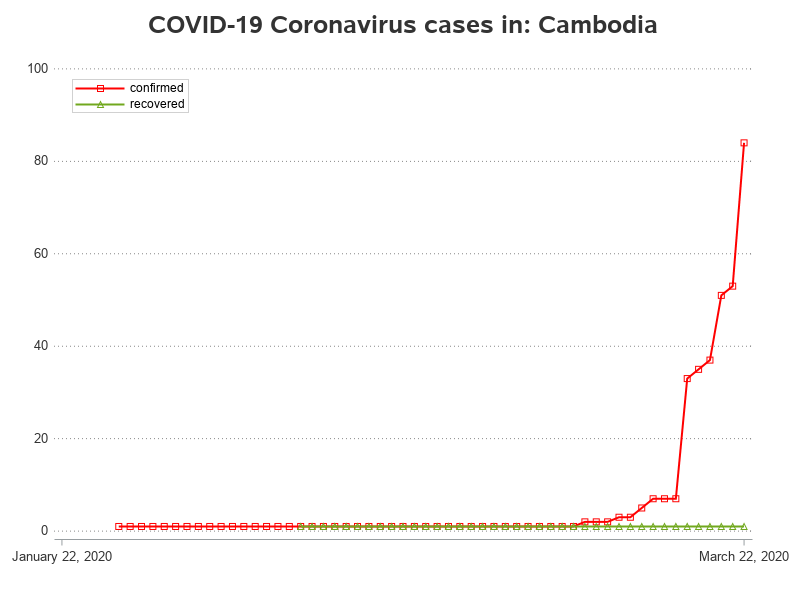 COVID-19 Coronavirus cases in: Cambodia
100
confirmed
recovered
80
60
40
20
0
January 22, 2020
March 22, 2020